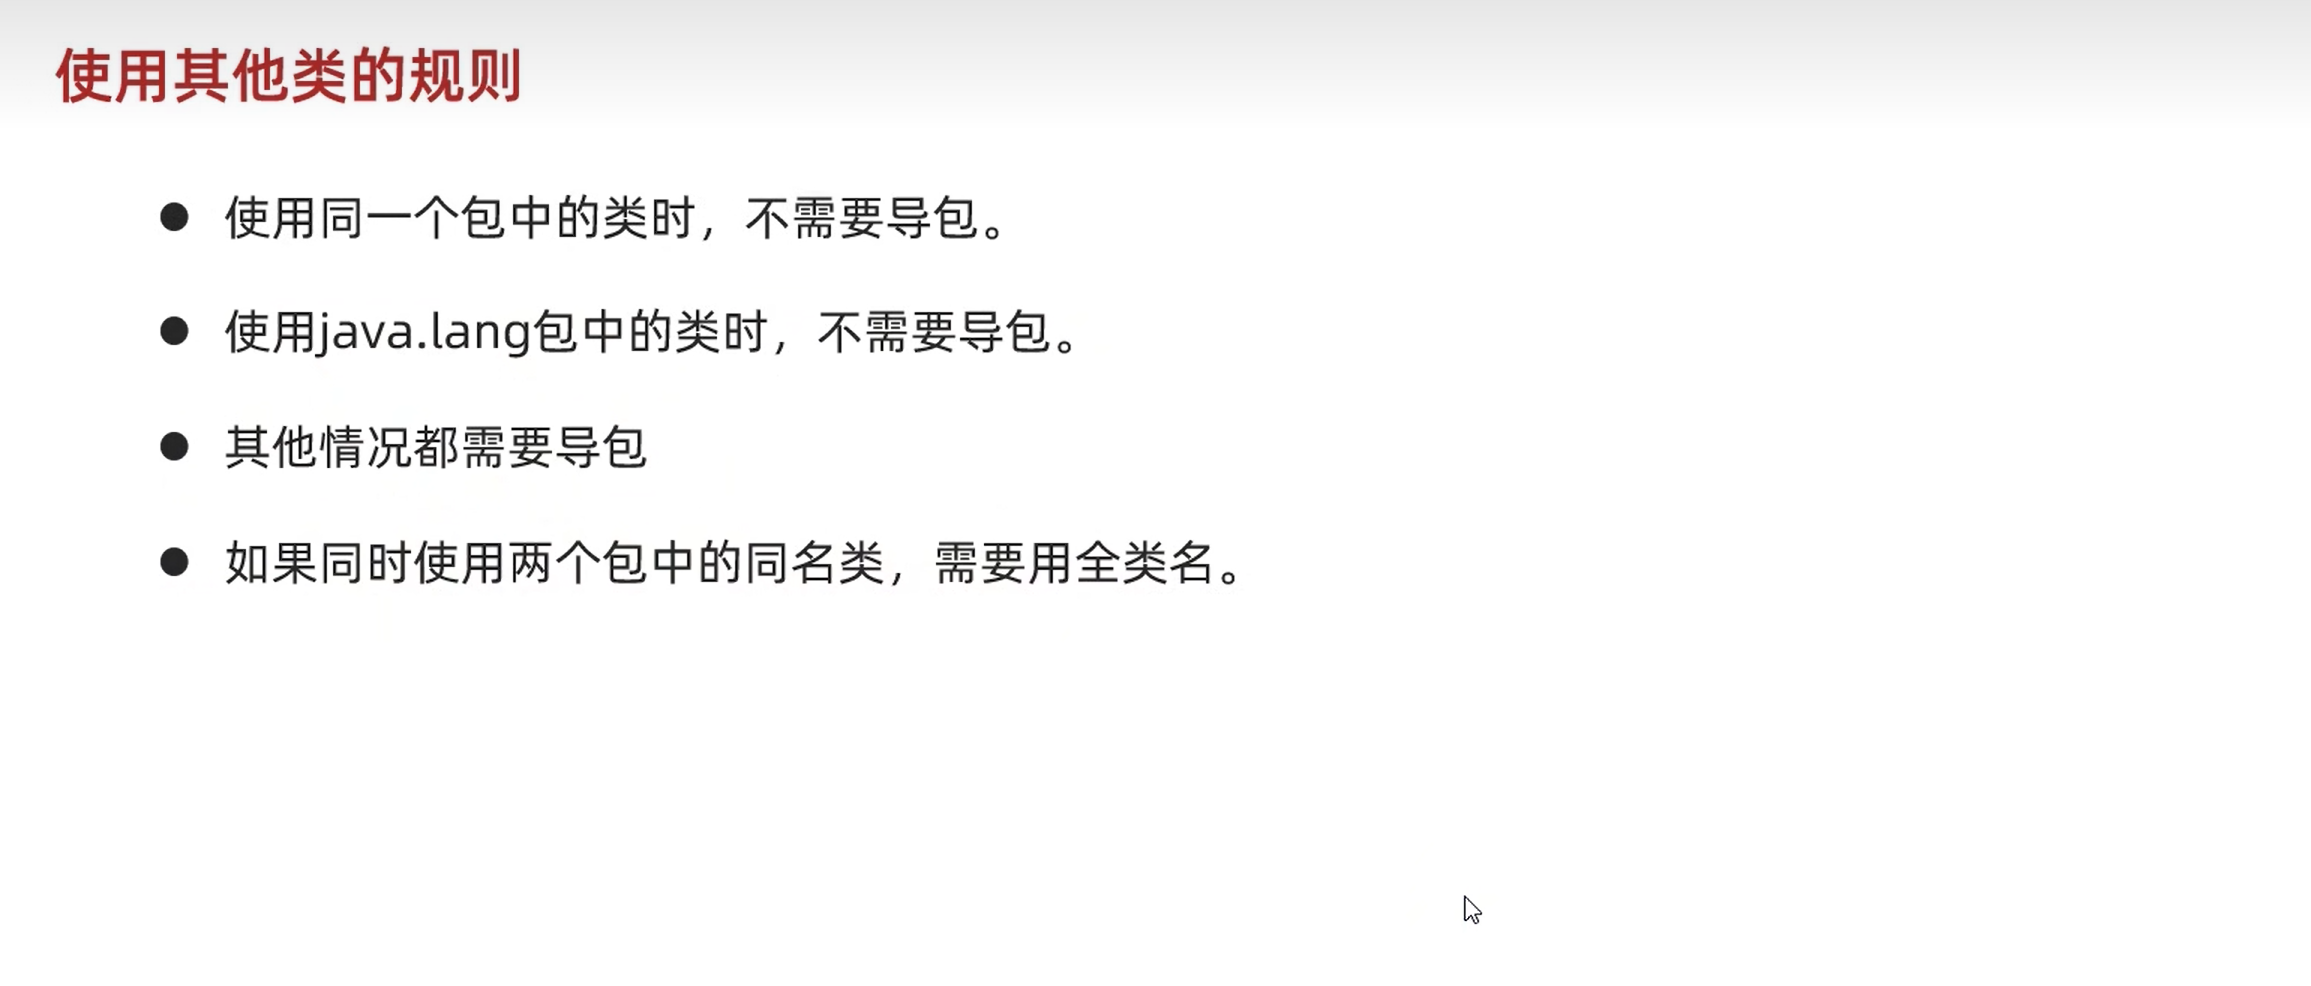 使用其他类的规则
● 使用同一个包中的类时，不需要导包。
● 使用java.lang包中的类时，不需要导包。
● 其他情况都需要导包
● 如果同时使用两个包中的同名类，需要用全类名。